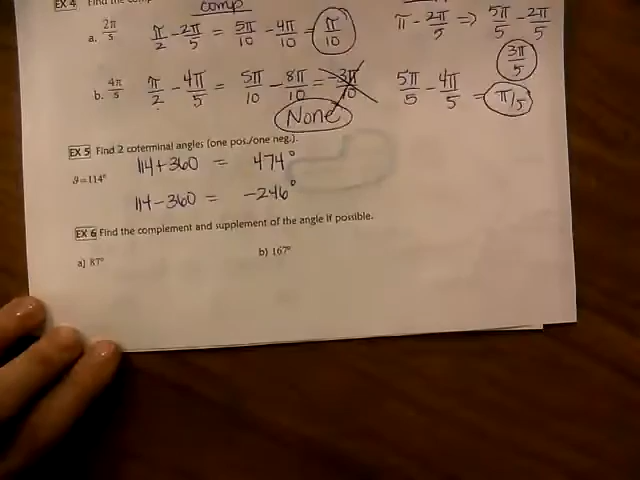 EX 4 Find the comp
comp
a. 2π/5 π/2 - 2π/5 = 5π/10 - 4π/10 = π/10 π - 2π/5 ⇒ 5π/5 - 2π/5
3π/5
b. 4π/5 π/2 - 4π/5 = 5π/10 - 8π/10 = -3π/10 5π/5 - 4π/5 = π/5
None
EX 5 Find 2 coterminal angles (one pos./one neg.).
114+360 = 474°
θ=114°
114-360 = -246°
EX 6 Find the complement and supplement of the angle if possible.
a) 87° b) 167°